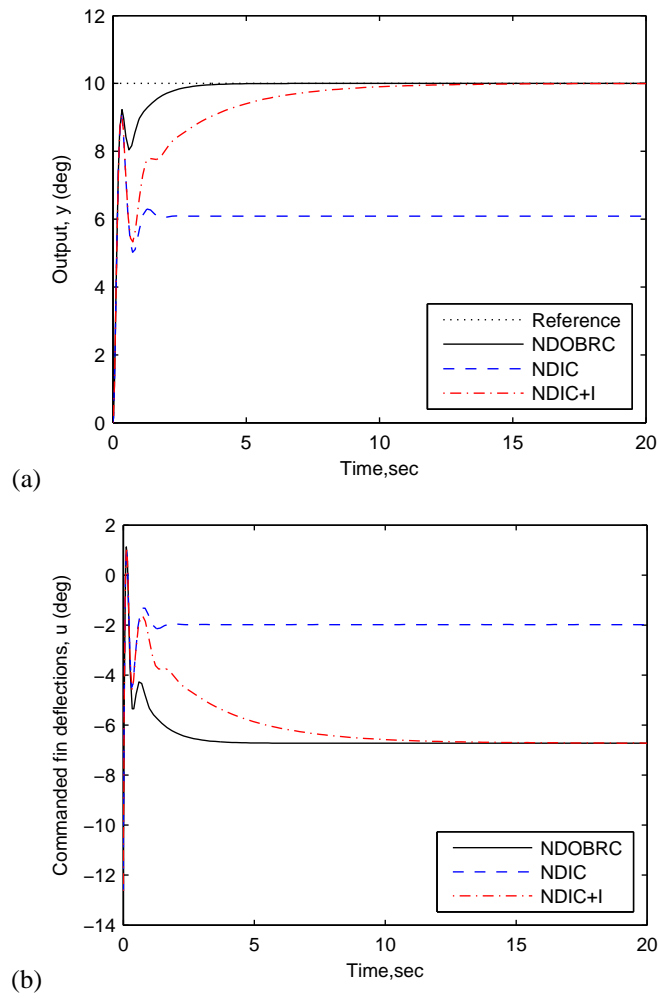 12
10
8
6
4
2
0
Output, y (deg)
Reference
NDOBRC
NDIC
NDIC+I
0 5 10 15 20
Time,sec
(a)
2
0
−2
−4
−6
−8
−10
−12
−14
Commanded fin deflections, u (deg)
NDOBRC
NDIC
NDIC+I
0 5 10 15 20
Time,sec
(b)